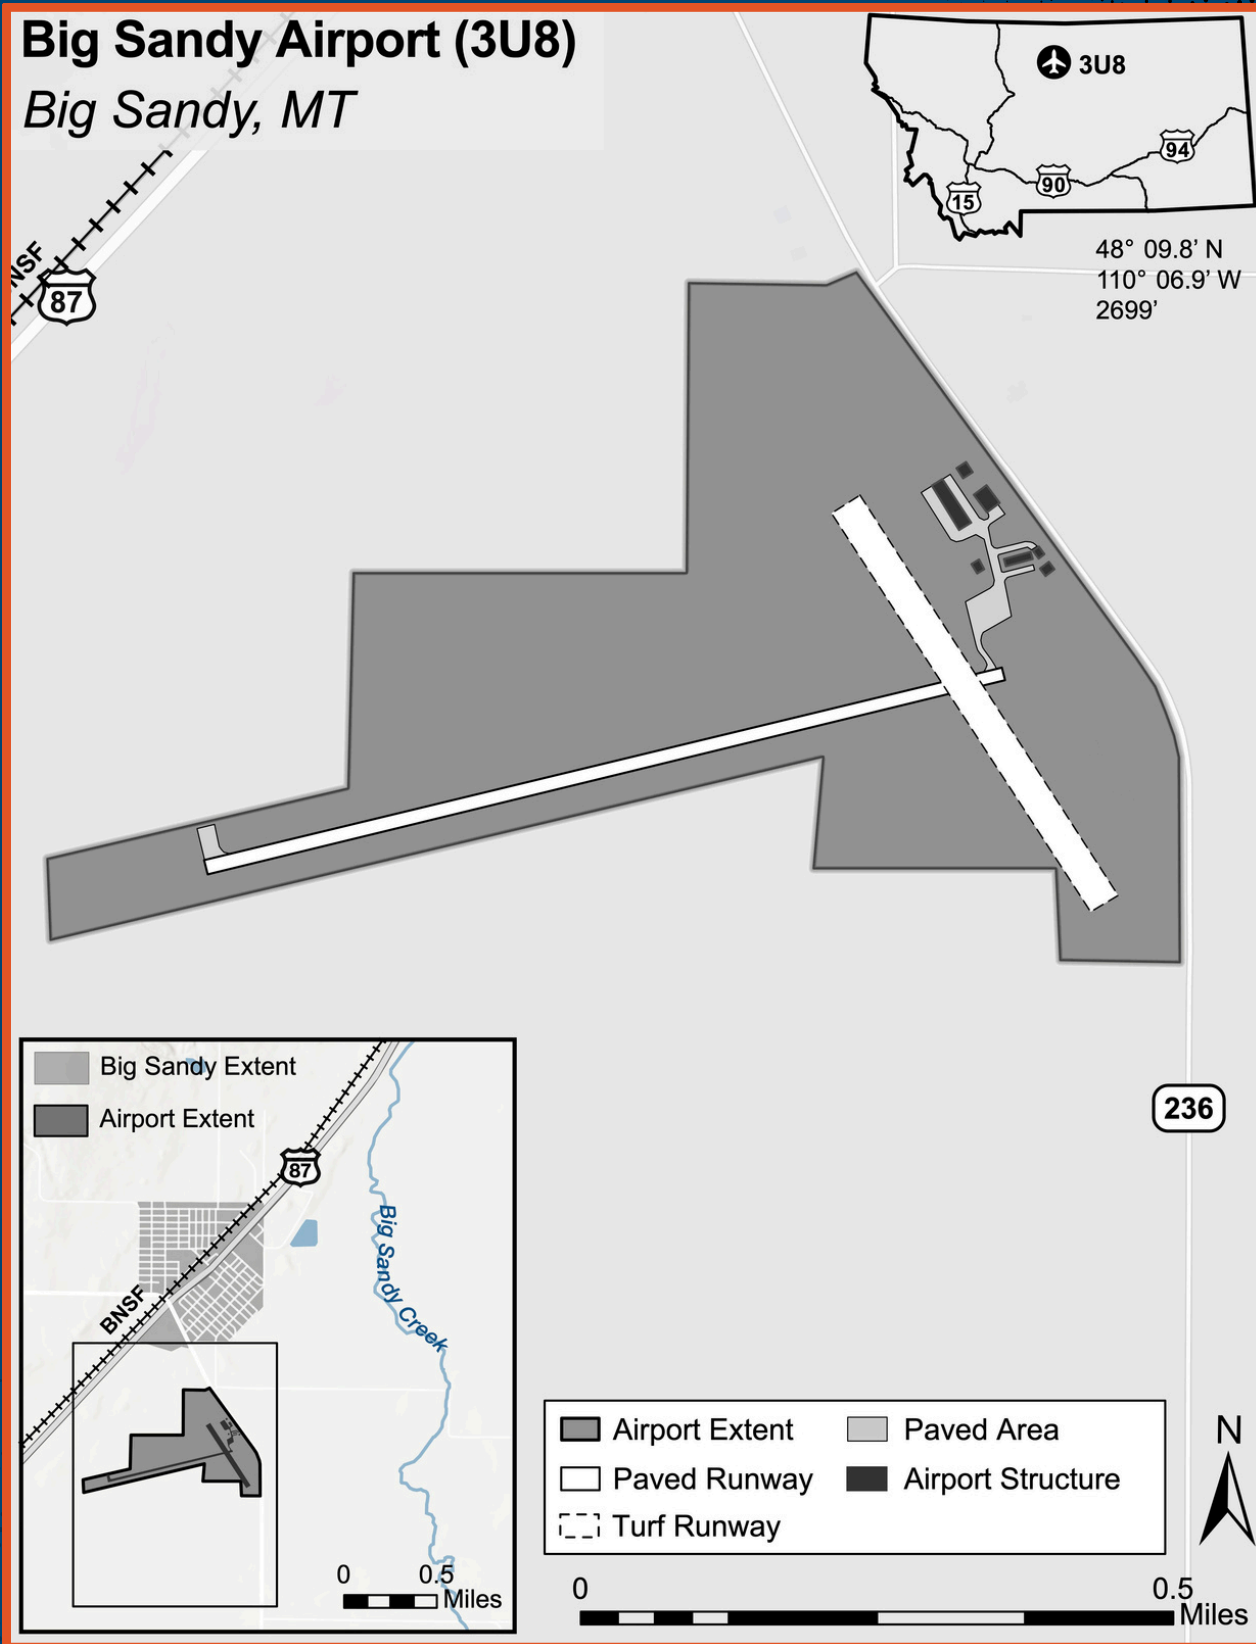 Big Sandy Airport (3U8)
Big Sandy, MT
3U8
94
90
15
48° 09.8’ N
110° 06.9’ W
2699’
NSF
87
236
Big Sandy Extent
Airport Extent
87
Big Sandy Creek
BNSF
0 0.5
Miles
Airport Extent
Paved Area
Paved Runway
Airport Structure
Turf Runway
N
0 0.5
Miles